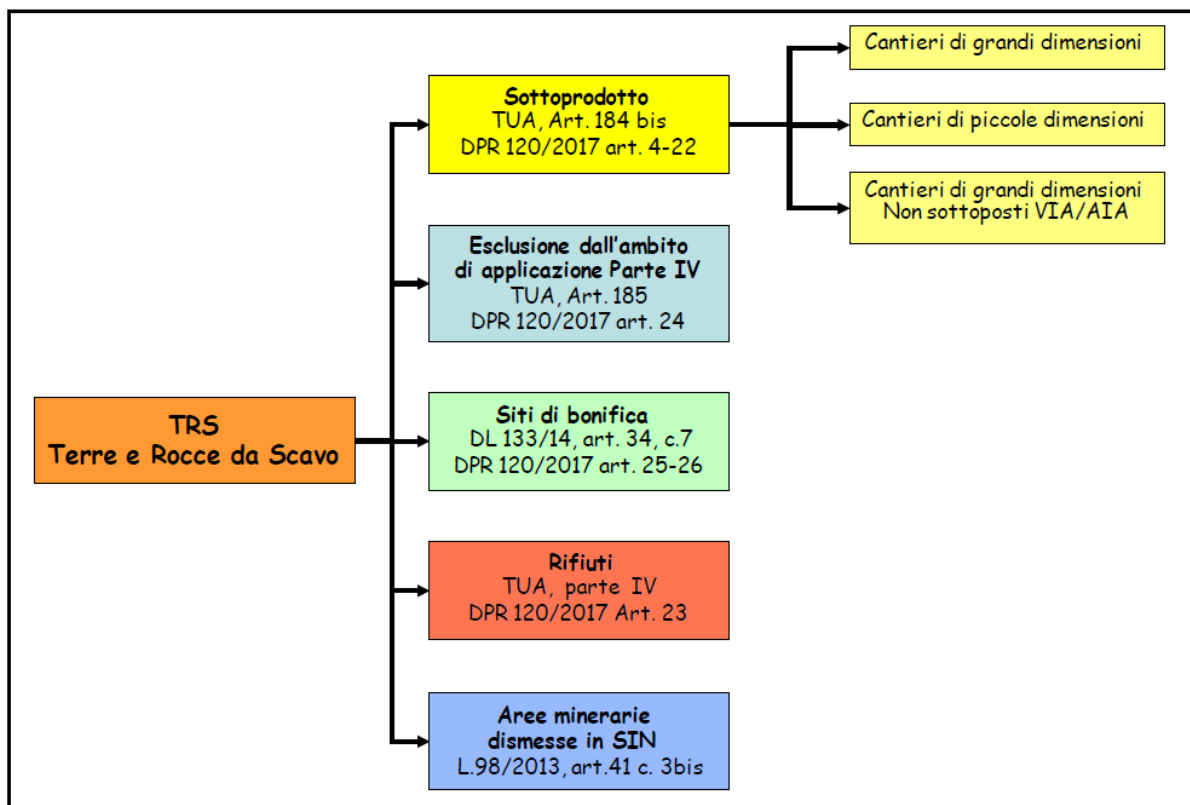 TRS
Terre e Rocce da Scavo
Sottoprodotto
TUA, Art. 184 bis
DPR 120/2017 art. 4-22
Cantieri di grandi dimensioni
Cantieri di piccole dimensioni
Cantieri di grandi dimensioni
Non sottoposti VIA/AIA
Esclusione dall'ambito
di applicazione Parte IV
TUA, Art. 185
DPR 120/2017 art. 24
Siti di bonifica
DL 133/14, art. 34, c.7
DPR 120/2017 art. 25-26
Rifiuti
TUA, parte IV
DPR 120/2017 Art. 23
Aree minerarie
dismesse in SIN
L.98/2013, art.41 c. 3bis